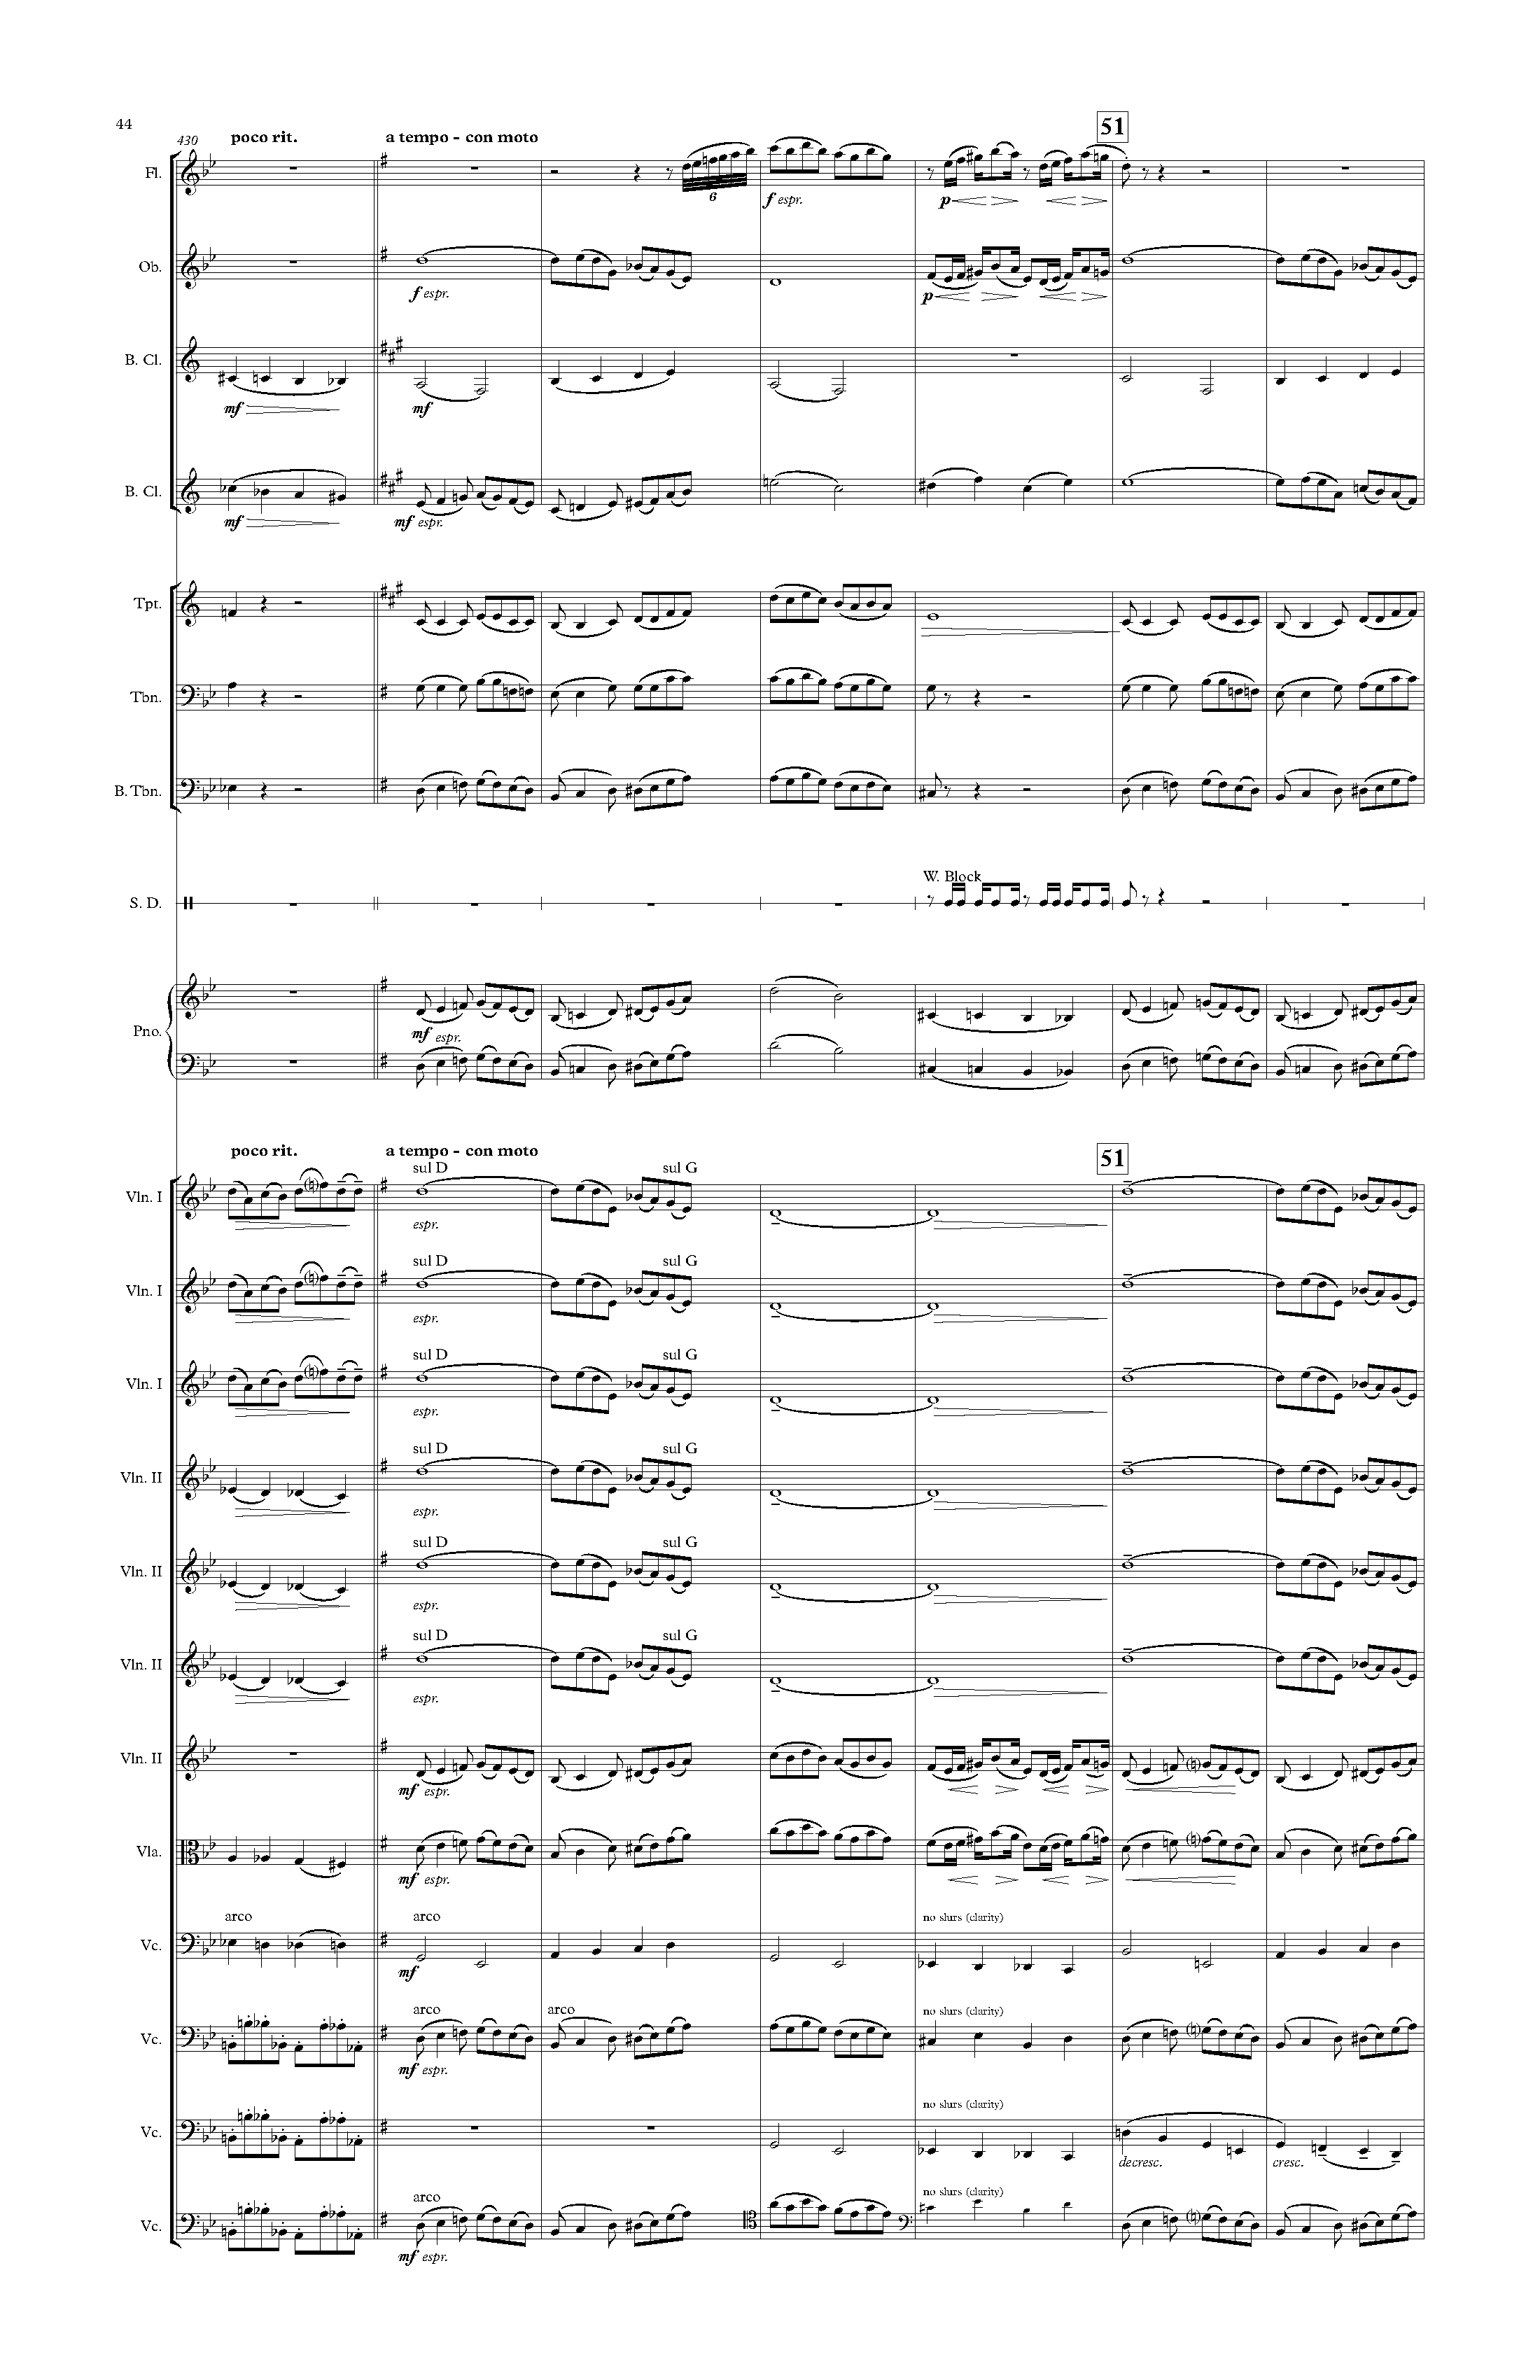 44
430 poco rit. a tempo - con moto 51
Fl. 6 f espr. p
Ob. f espr. p
B. Cl. mf mf
B. Cl. mf mf espr.
Tpt.
Tbn.
B. Tbn.
W. Block
S. D.
Pno. mf espr.
poco rit. a tempo - con moto 51
sul D sul G
Vln. I espr.
sul D sul G
Vln. I espr.
sul D sul G
Vln. I espr.
sul D sul G
Vln. II espr.
sul D sul G
Vln. II espr.
sul D sul G
Vln. II espr.
Vln. II mf espr.
Vla. mf espr.
arco arco no slurs (clarity)
Vc. mf
arco arco no slurs (clarity)
Vc. mf espr.
no slurs (clarity)
Vc. decresc. cresc.
arco no slurs (clarity)
Vc. mf espr.